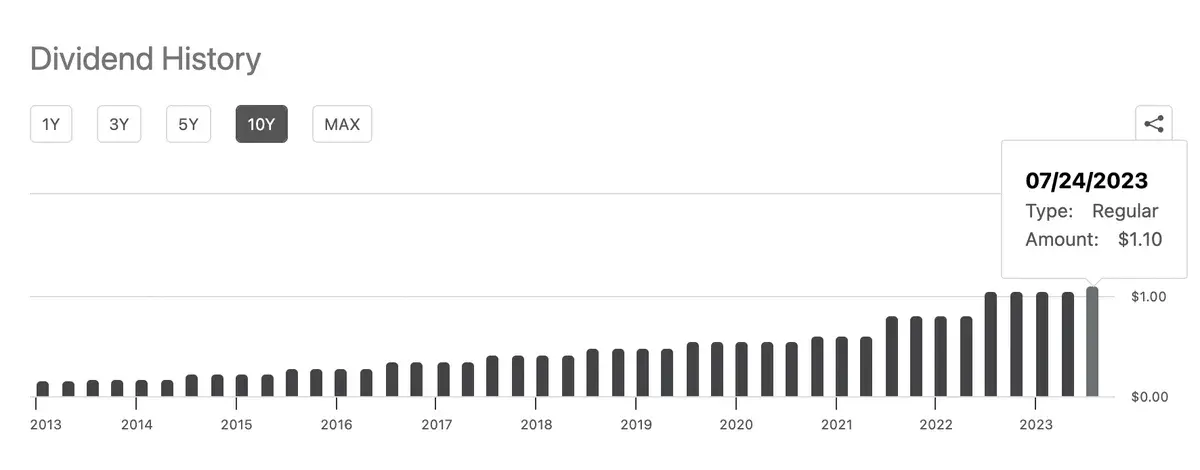 Dividend History
1Y 3Y 5Y 10Y MAX
07/24/2023
Type: Regular
Amount: $1.10
$1.00
$0.00
2013 2014 2015 2016 2017 2018 2019 2020 2021 2022 2023